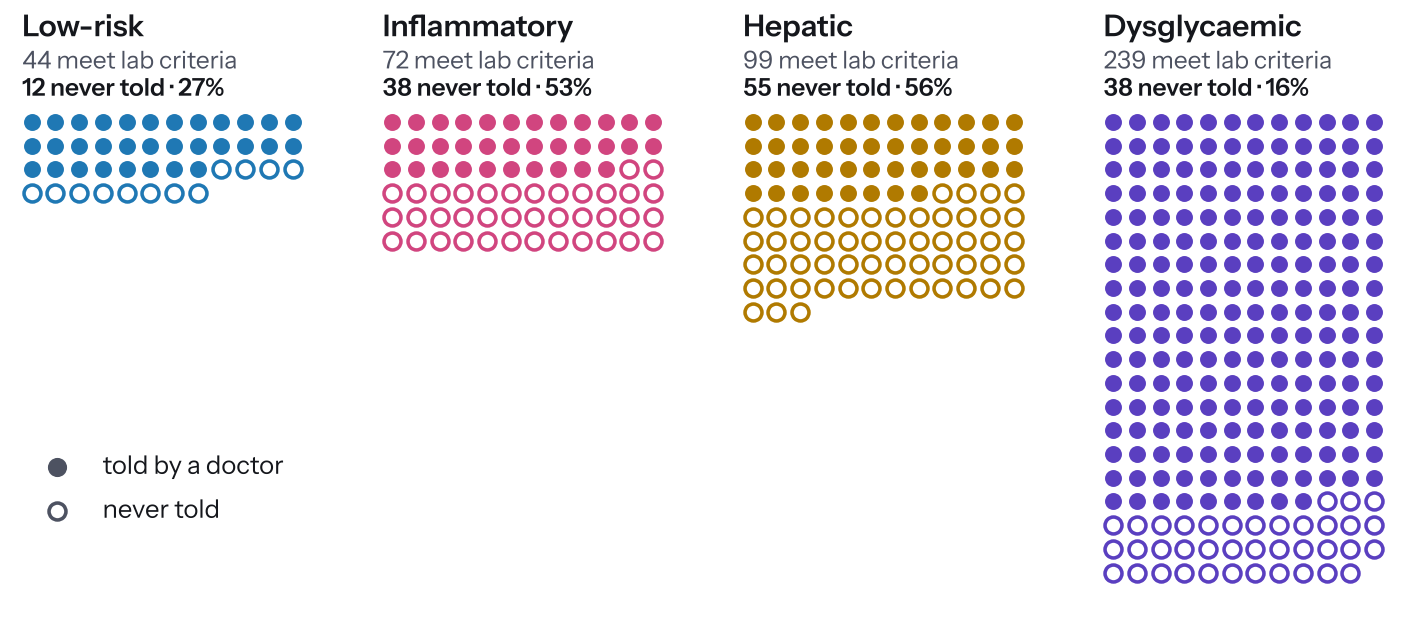 Low-risk
44 meet lab criteria
12 never told · 27%
Inflammatory
72 meet lab criteria
38 never told · 53%
Hepatic
99 meet lab criteria
55 never told · 56%
Dysglycaemic
239 meet lab criteria
38 never told · 16%
told by a doctor
never told